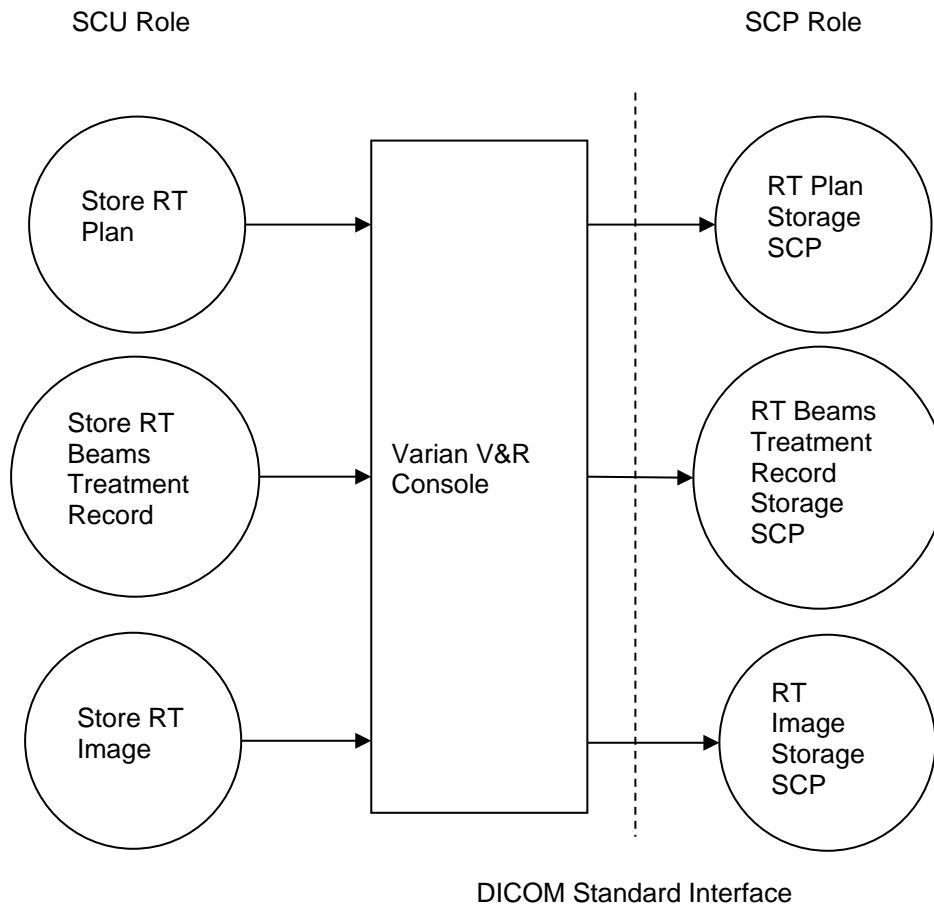 SCU Role
SCP Role
Store RT
Plan
RT Plan
Storage
SCP
Store RT
Beams
Treatment
Record
Varian V&R
Console
RT Beams
Treatment
Record
Storage
SCP
Store RT
Image
RT
Image
Storage
SCP
DICOM Standard Interface